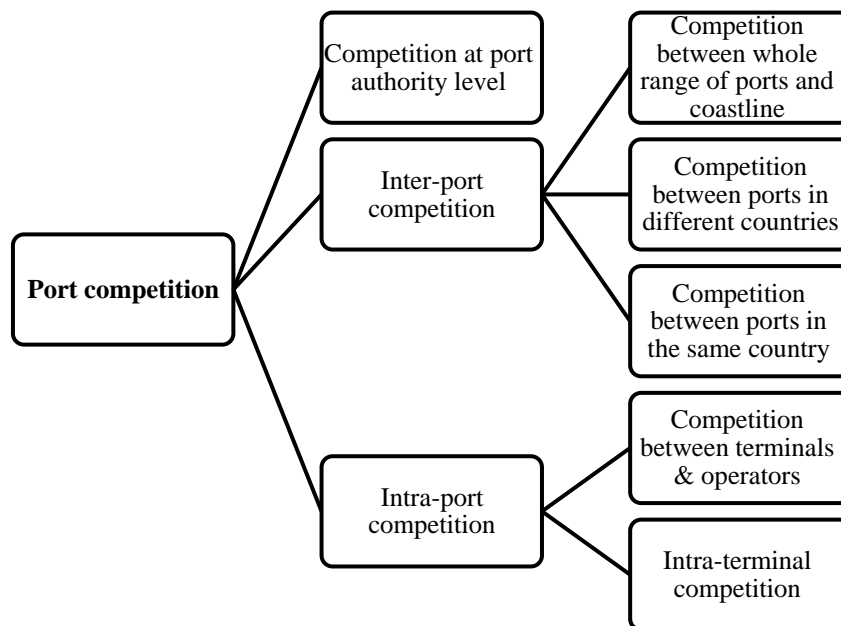 Port competition
Competition at port
authority level
Inter-port
competition
Intra-port
competition
Competition
between whole
range of ports and
coastline
Competition
between ports in
different countries
Competition
between ports in
the same country
Competition
between terminals
& operators
Intra-terminal
competition